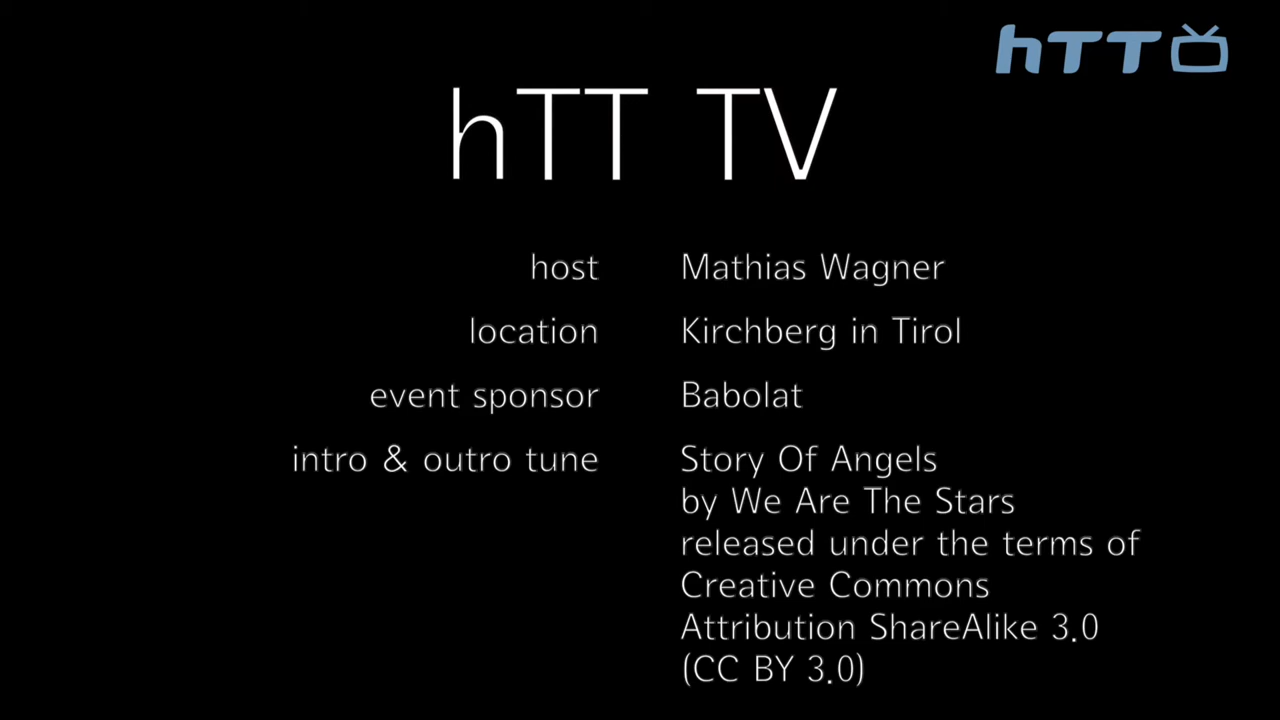 hTT
hTT TV
host Mathias Wagner
location Kirchberg in Tirol
event sponsor Babolat
intro & outro tune Story Of Angels
by We Are The Stars
released under the terms of
Creative Commons
Attribution ShareAlike 3.0
(CC BY 3.0)